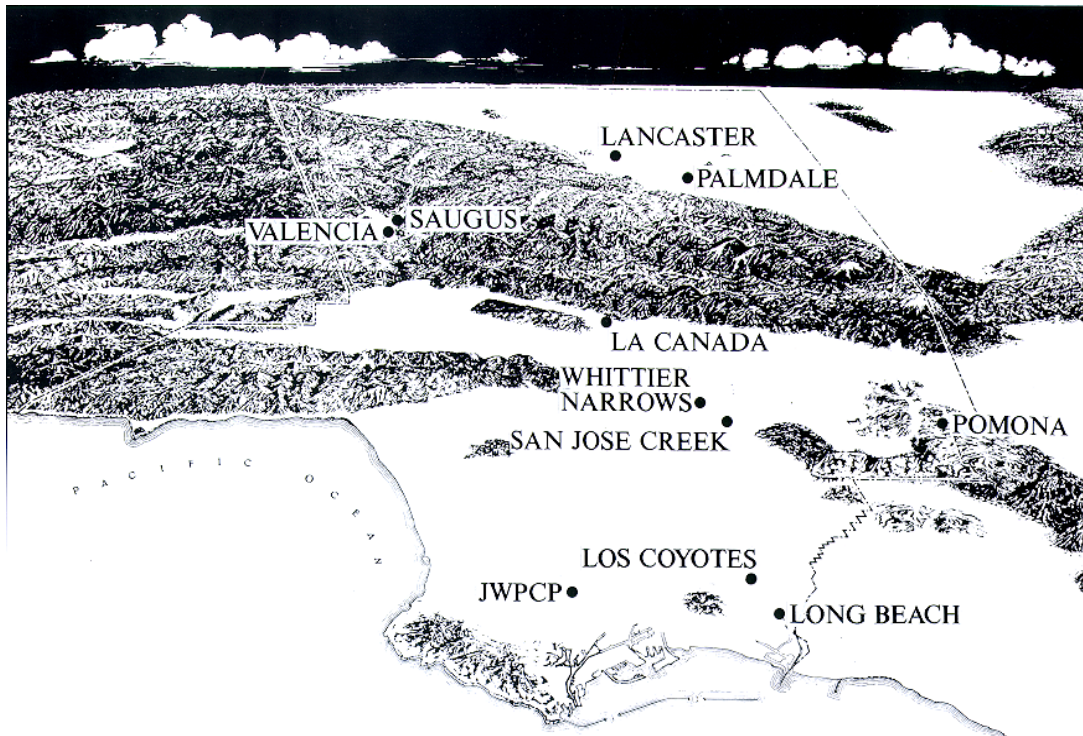 LANCASTER
PALMDALE
SAUGUS
VALENCIA
LA CANADA
WHITTIER
NARROWS
SAN JOSE CREEK
POMONA
PACIFIC OCEAN
LOS COYOTES
JWPCP
LONG BEACH